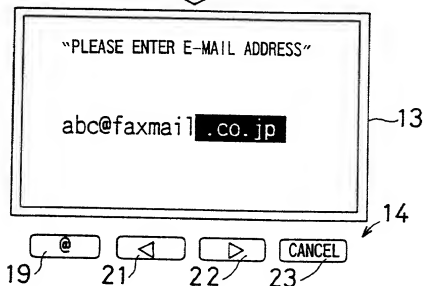 "PLEASE ENTER E-MAIL ADDRESS"
abc@faxmail.co.jp
13
14
@ ◁ ▷ CANCEL
19 21 22 23